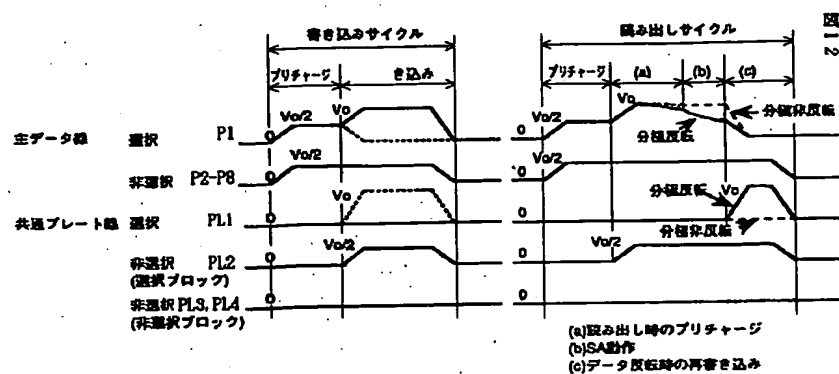 図12
書き込みサイクル
読み出しサイクル
プリチャージ
き込み
プリチャージ
(a)
(b)
(c)
主データ線 選択 P1
0
Vo/2
Vo
0
Vo/2
Vo
分極非反転
分極反転
非選択 P2-P8
0
Vo/2
0
Vo/2
共通プレート線 選択 PL1
0
Vo
0
分極反転
Vo
分極非反転
非選択 PL2
(選択ブロック)
0
Vo/2
0
Vo/2
非選択 PL3, PL4
(非選択ブロック)
0
0
(a)読み出し時のプリチャージ
(b)SA動作
(c)データ反転時の再書き込み